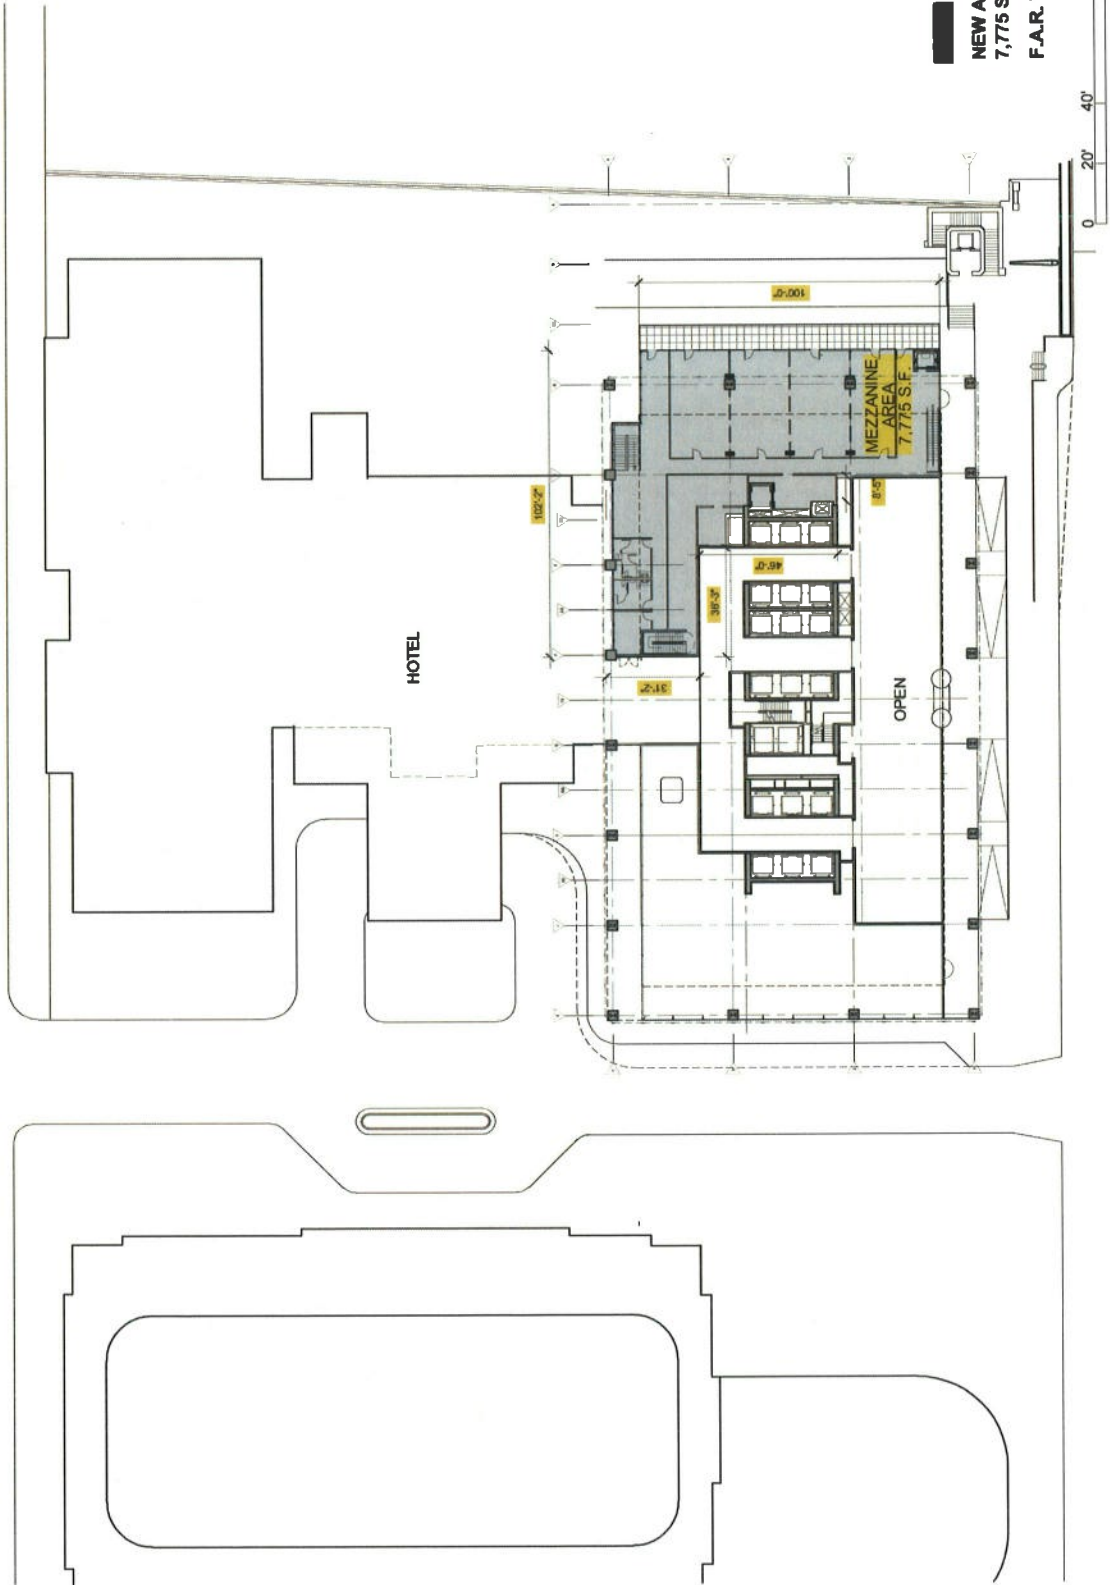 NEW A
7,775 S
F.A.R.
0
20'
40'
100'-0"
MEZZANINE
AREA
7,775 S.F.
102'-2"
8'-5"
46'-0"
38'-3"
31'-2"
HOTEL
OPEN